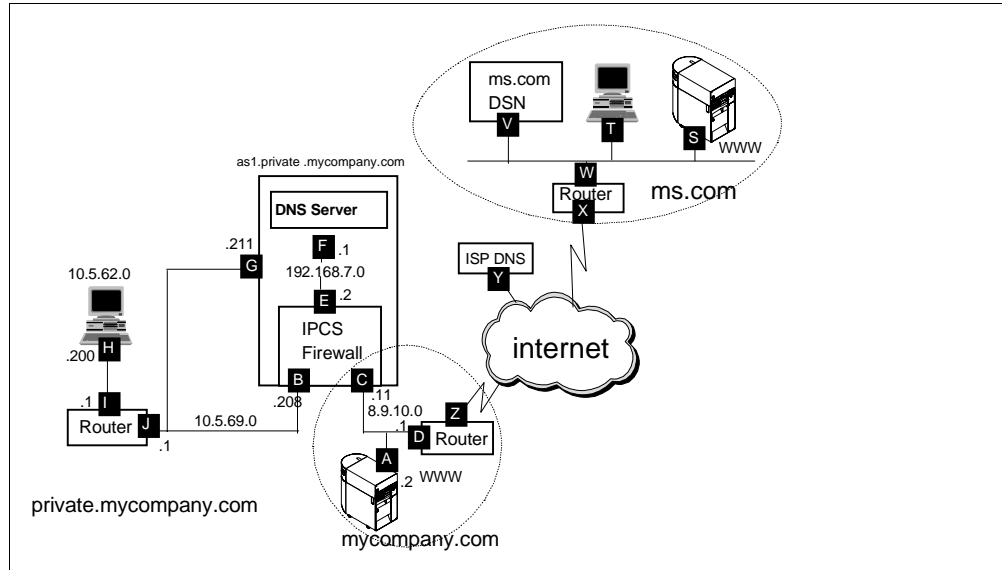 ms.com
DSN
V
T
S
WWW
W
Router
X
ms.com
as1.private .mycompany.com
DNS Server
F
.1
.211
G
192.168.7.0
E
.2
IPCS
Firewall
B
C
.208
.11
ISP DNS
Y
internet
10.5.62.0
H
.200
.1
I
Router
J
.1
10.5.69.0
8.9.10.0
.1
Z
D
Router
A
.2
WWW
private.mycompany.com
mycompany.com